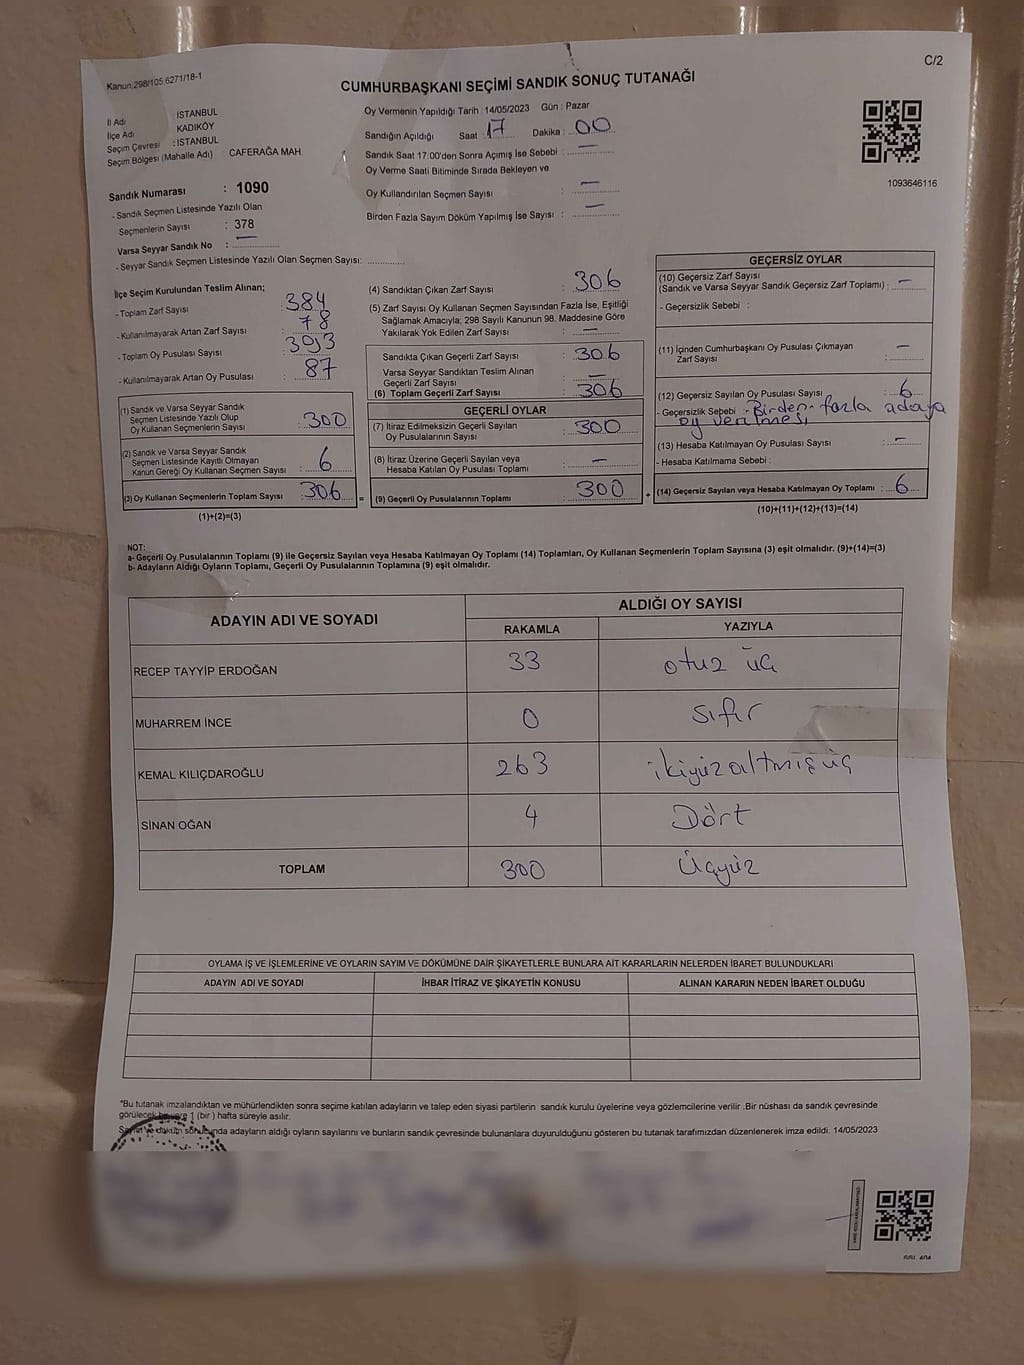 Kanun:298/105.6271/18-1
C/2
CUMHURBAŞKANI SEÇİMİ SANDIK SONUÇ TUTANAĞI
İl Adı : İSTANBUL
İlçe Adı KADIKÖY
Seçim Çevresi : İSTANBUL
Seçim Bölgesi (Mahalle Adı) : CAFERAĞA MAH.
Sandık Numarası : 1090
- Sandık Seçmen Listesinde Yazılı Olan
Seçmenlerin Sayısı : 378
Varsa Seyyar Sandık No : —
- Seyyar Sandık Seçmen Listesinde Yazılı Olan Seçmen Sayısı:
Oy Vermenin Yapıldığı Tarih : 14/05/2023 Gün : Pazar
Sandığın Açıldığı Saat : 17 Dakika : 00
Sandık Saat 17:00'den Sonra Açımış İse Sebebi : —
Oy Verme Saati Bitiminde Sırada Bekleyen ve
Oy Kullandırılan Seçmen Sayısı : —
Birden Fazla Sayım Döküm Yapılmış İse Sayısı : —
1093646116
İlçe Seçim Kurulundan Teslim Alınan;
- Toplam Zarf Sayısı : 384
- Kullanılmayarak Artan Zarf Sayısı : 78
- Toplam Oy Pusulası Sayısı : 393
- Kullanılmayarak Artan Oy Pusulası : 87
(1) Sandık ve Varsa Seyyar Sandık
Seçmen Listesinde Yazılı Olup
Oy Kullanan Seçmenlerin Sayısı : 300
(2) Sandık ve Varsa Seyyar Sandık
Seçmen Listesinde Kayıtlı Olmayan
Kanun Gereği Oy Kullanan Seçmen Sayısı : 6
(3) Oy Kullanan Seçmenlerin Toplam Sayısı : 306 =
(1)+(2)=(3)
(4) Sandıktan Çıkan Zarf Sayısı : 306
(5) Zarf Sayısı Oy Kullanan Seçmen Sayısından Fazla İse, Eşitliği
Sağlamak Amacıyla; 298 Sayılı Kanunun 98. Maddesine Göre
Yakılarak Yok Edilen Zarf Sayısı : —
Sandıkta Çıkan Geçerli Zarf Sayısı : 306
Varsa Seyyar Sandıktan Teslim Alınan
Geçerli Zarf Sayısı : —
(6) Toplam Geçerli Zarf Sayısı : 306
GEÇERLİ OYLAR
(7) İtiraz Edilmeksizin Geçerli Sayılan
Oy Pusulalarının Sayısı : 300
(8) İtiraz Üzerine Geçerli Sayılan veya
Hesaba Katılan Oy Pusulası Toplamı : —
(9) Geçerli Oy Pusulalarının Toplamı : 300 +
GEÇERSİZ OYLAR
(10) Geçersiz Zarf Sayısı
(Sandık ve Varsa Seyyar Sandık Geçersiz Zarf Toplamı) : —
- Geçersizlik Sebebi :
(11) İçinden Cumhurbaşkanı Oy Pusulası Çıkmayan
Zarf Sayısı : —
(12) Geçersiz Sayılan Oy Pusulası Sayısı : 6
- Geçersizlik Sebebi : Birden fazla adaya
oy verilmesi
(13) Hesaba Katılmayan Oy Pusulası Sayısı : —
- Hesaba Katılmama Sebebi :
(14) Geçersiz Sayılan veya Hesaba Katılmayan Oy Toplamı : 6
(10)+(11)+(12)+(13)=(14)
NOT:
a- Geçerli Oy Pusulalarının Toplamı (9) ile Geçersiz Sayılan veya Hesaba Katılmayan Oy Toplamı (14) Toplamları, Oy Kullanan Seçmenlerin Toplam Sayısına (3) eşit olmalıdır. (9)+(14)=(3)
b- Adayların Aldığı Oyların Toplamı, Geçerli Oy Pusulalarının Toplamına (9) eşit olmalıdır.
ADAYIN ADI VE SOYADI ALDIĞI OY SAYISI
RAKAMLA YAZIYLA
RECEP TAYYİP ERDOĞAN 33 otuz üç
MUHARREM İNCE 0 sıfır
KEMAL KILIÇDAROĞLU 263 ikiyüzaltmışüç
SİNAN OĞAN 4 Dört
TOPLAM 300 Üçyüz
OYLAMA İŞ VE İŞLEMLERİNE VE OYLARIN SAYIM VE DÖKÜMÜNE DAİR ŞİKAYETLERLE BUNLARA AİT KARARLARIN NELERDEN İBARET BULUNDUKLARI
ADAYIN ADI VE SOYADI İHBAR İTİRAZ VE ŞİKAYETİN KONUSU ALINAN KARARIN NEDEN İBARET OLDUĞU
"Bu tutanak imzalandıktan ve mühürlendikten sonra seçime katılan adayların ve talep eden siyasi partilerin sandık kurulu üyelerine veya gözlemcilerine verilir .Bir nüshası da sandık çevresinde
görülecek bir yere 1 (bir ) hafta süreyle asılır.
Sayım ve döküm sonucunda adayların aldığı oyların sayılarını ve bunların sandık çevresinde bulunanlara duyurulduğunu gösteren bu tutanak tarafımızdan düzenlenerek imza edildi. 14/05/2023